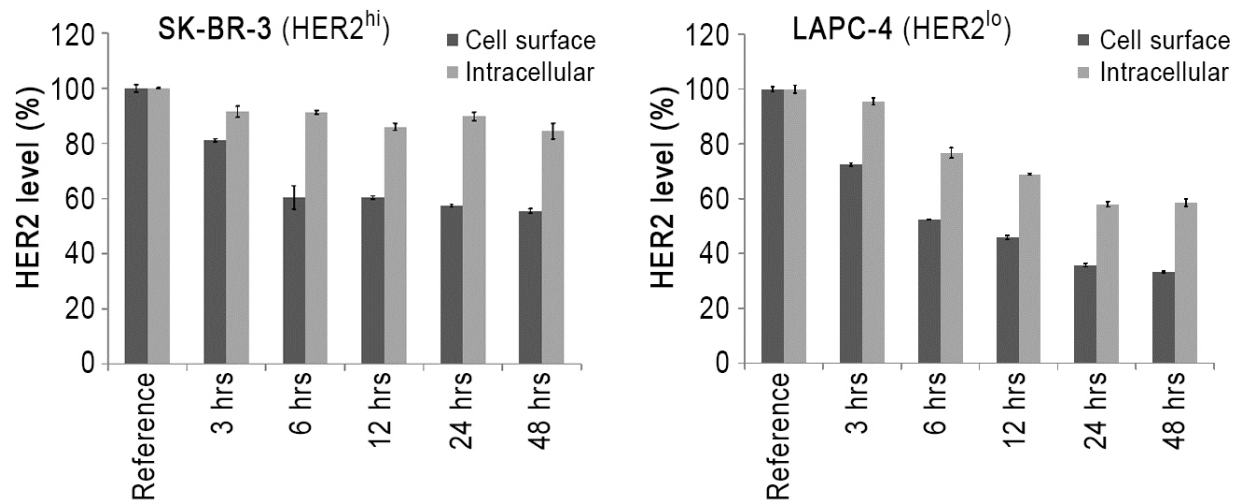 SK-BR-3 (HER2hi)
Cell surface
Intracellular
HER2 level (%)
120
100
80
60
40
20
0
Reference
3 hrs
6 hrs
12 hrs
24 hrs
48 hrs
LAPC-4 (HER2lo)
Cell surface
Intracellular
HER2 level (%)
120
100
80
60
40
20
0
Reference
3 hrs
6 hrs
12 hrs
24 hrs
48 hrs